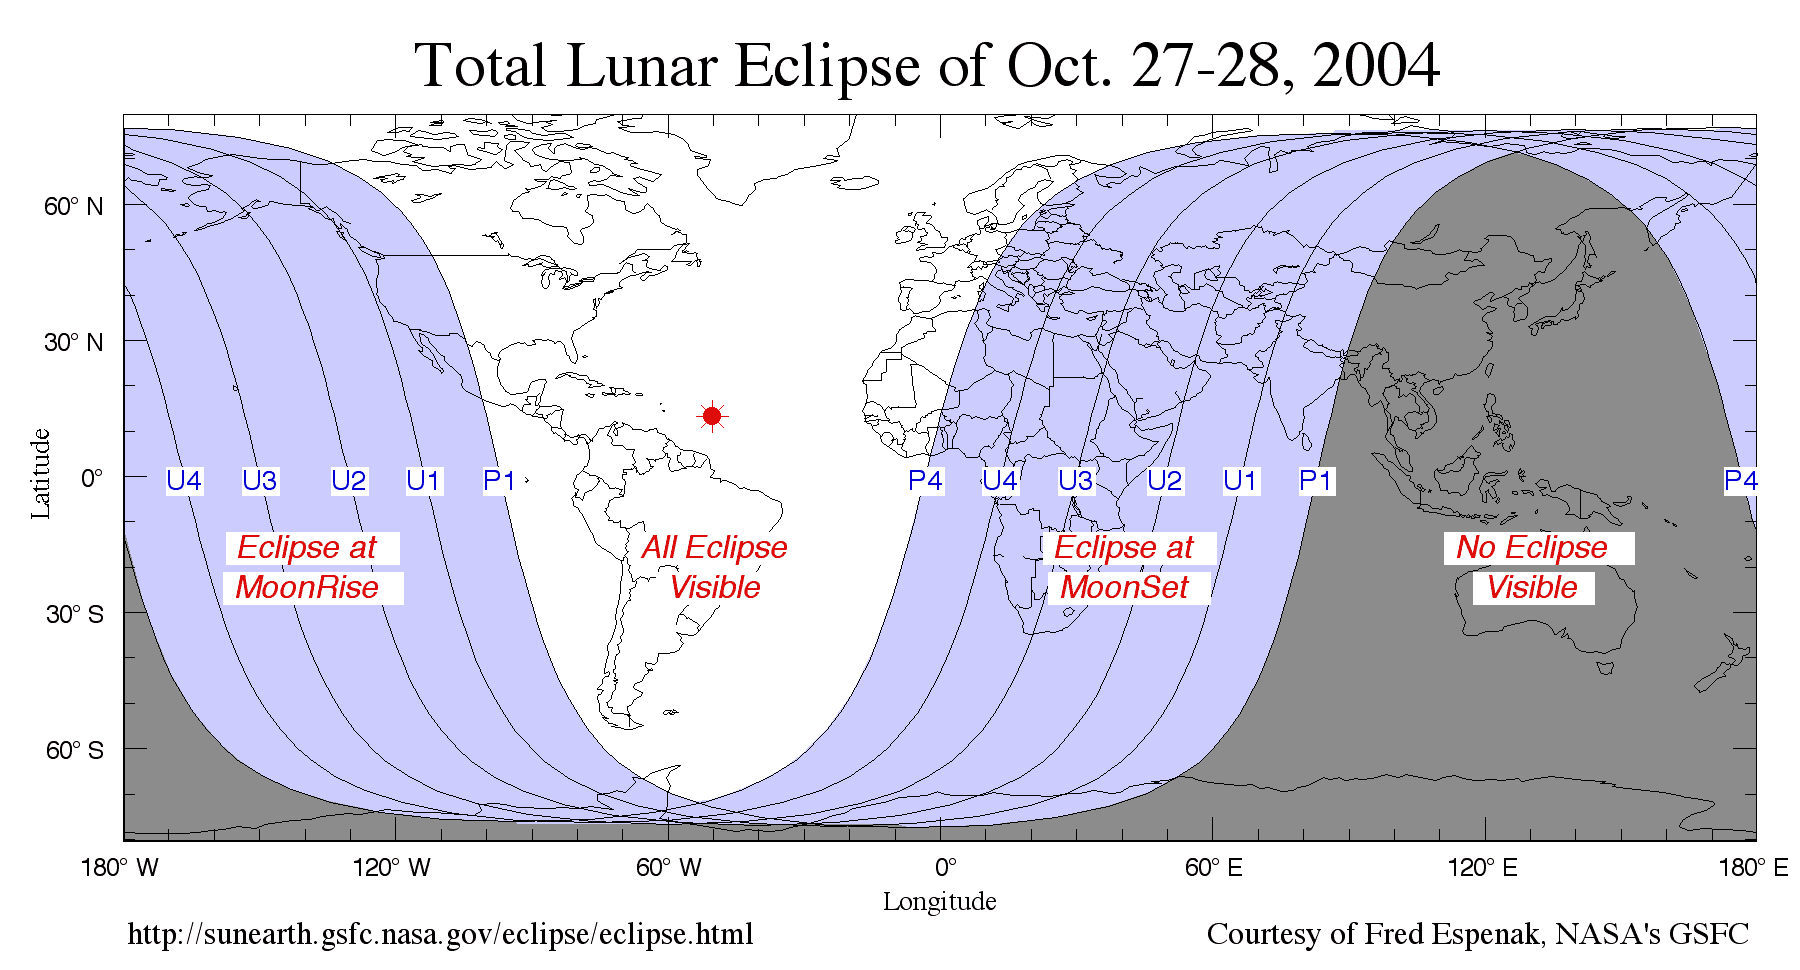 Total Lunar Eclipse of Oct. 27-28, 2004
60° N
30° N
0°
30° S
60° S
Latitude
U4 U3 U2 U1 P1 P4 U4 U3 U2 U1 P1 P4
Eclipse at
MoonRise
All Eclipse
Visible
Eclipse at
MoonSet
No Eclipse
Visible
180° W 120° W 60° W 0° 60° E 120° E 180° E
Longitude
http://sunearth.gsfc.nasa.gov/eclipse/eclipse.html
Courtesy of Fred Espenak, NASA's GSFC